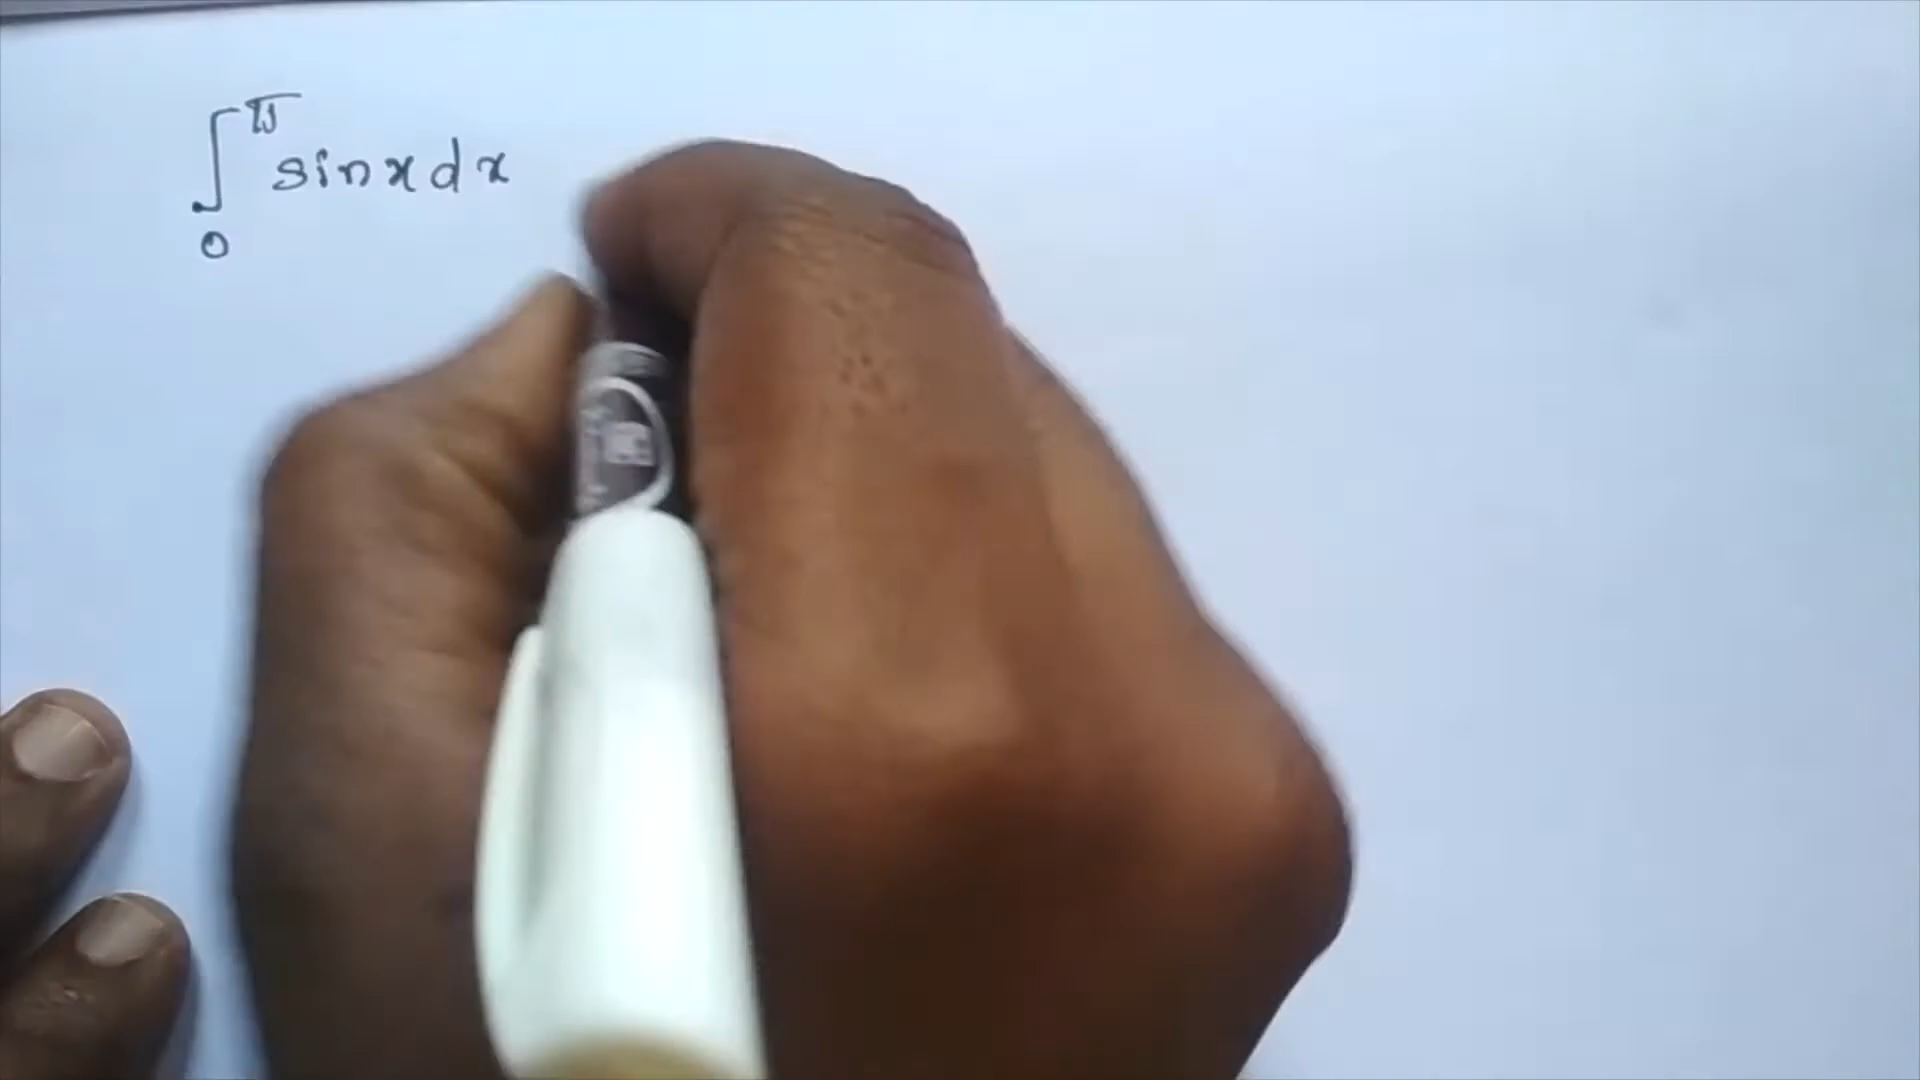 ∫₀^π sin x dx